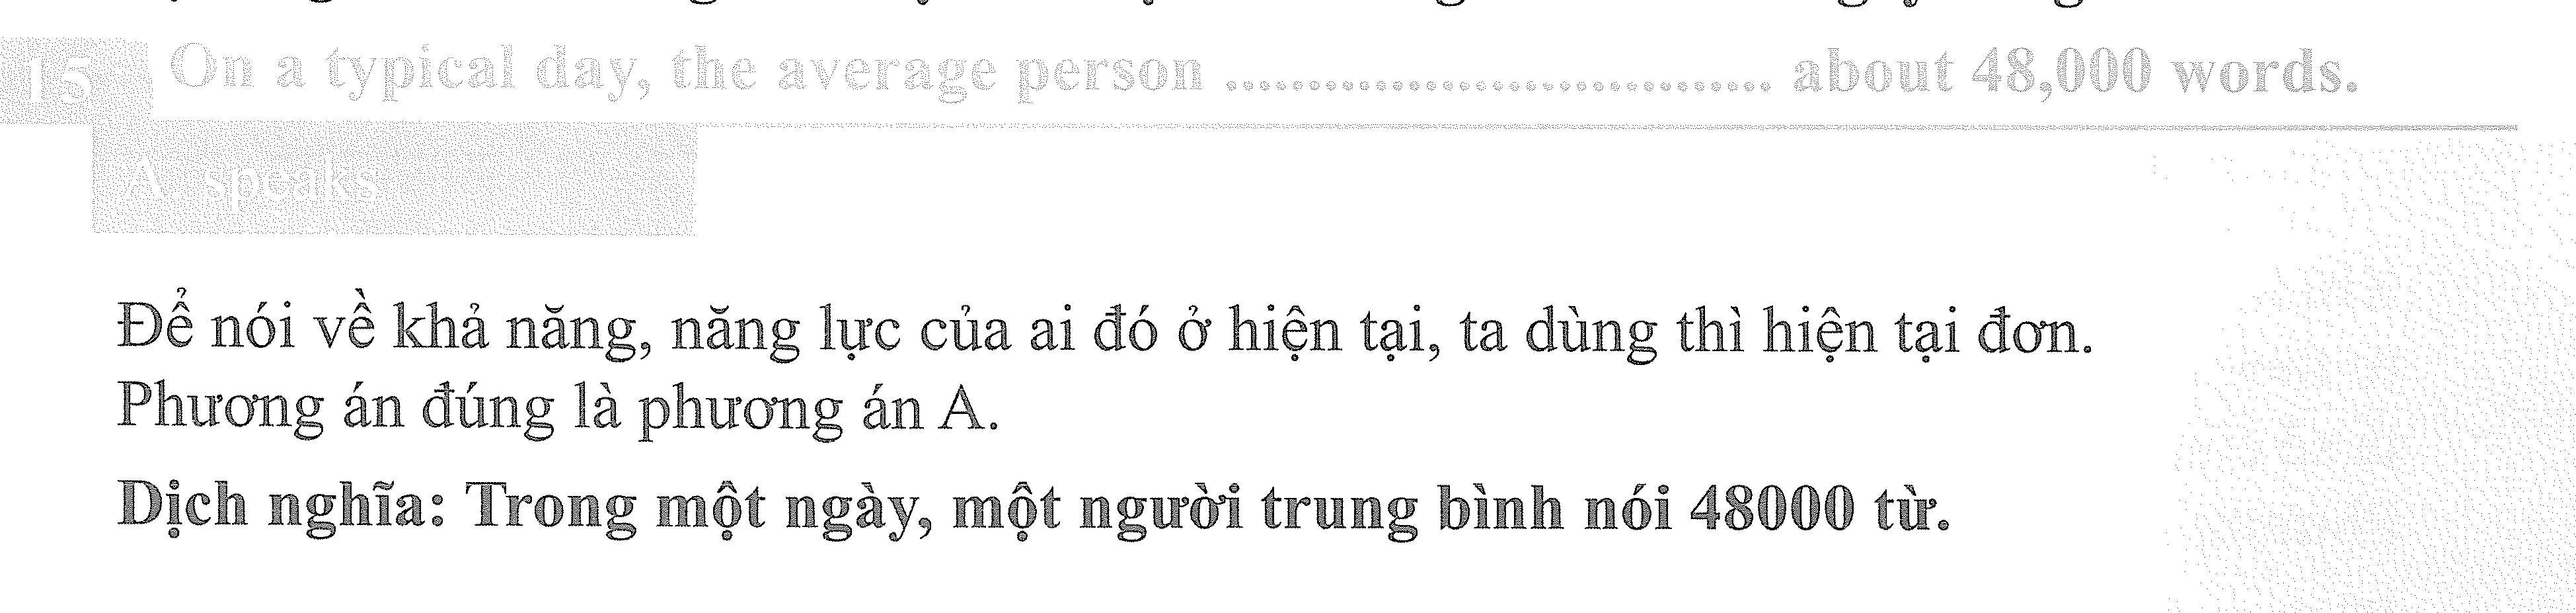 15 On a typical day, the average person .................................. about 48,000 words.
A speaks
Để nói về khả năng, năng lực của ai đó ở hiện tại, ta dùng thì hiện tại đơn.
Phương án đúng là phương án A.
Dịch nghĩa: Trong một ngày, một người trung bình nói 48000 từ.